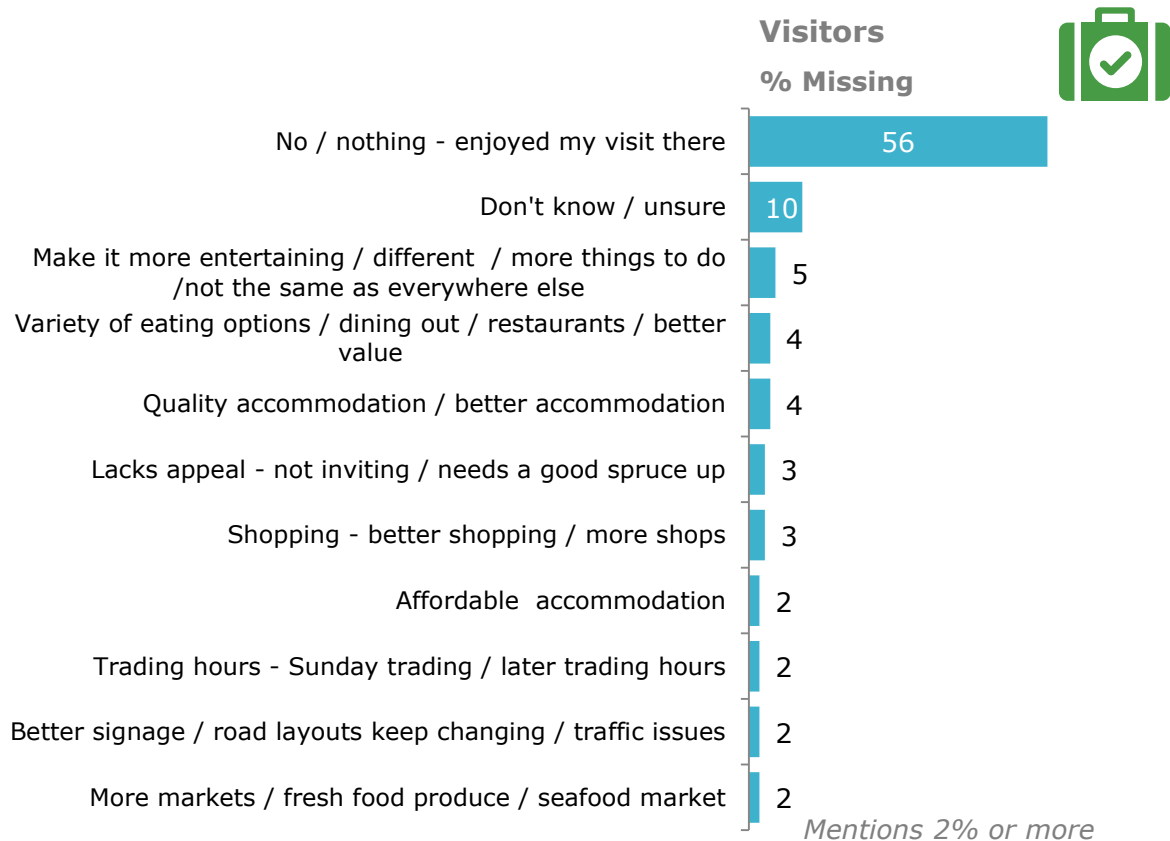 Visitors
% Missing
No / nothing - enjoyed my visit there 56
Don't know / unsure 10
Make it more entertaining / different  / more things to do
/not the same as everywhere else 5
Variety of eating options / dining out / restaurants / better
value 4
Quality accommodation / better accommodation 4
Lacks appeal - not inviting / needs a good spruce up 3
Shopping - better shopping / more shops 3
Affordable  accommodation 2
Trading hours - Sunday trading / later trading hours 2
Better signage / road layouts keep changing / traffic issues 2
More markets / fresh food produce / seafood market 2
Mentions 2% or more